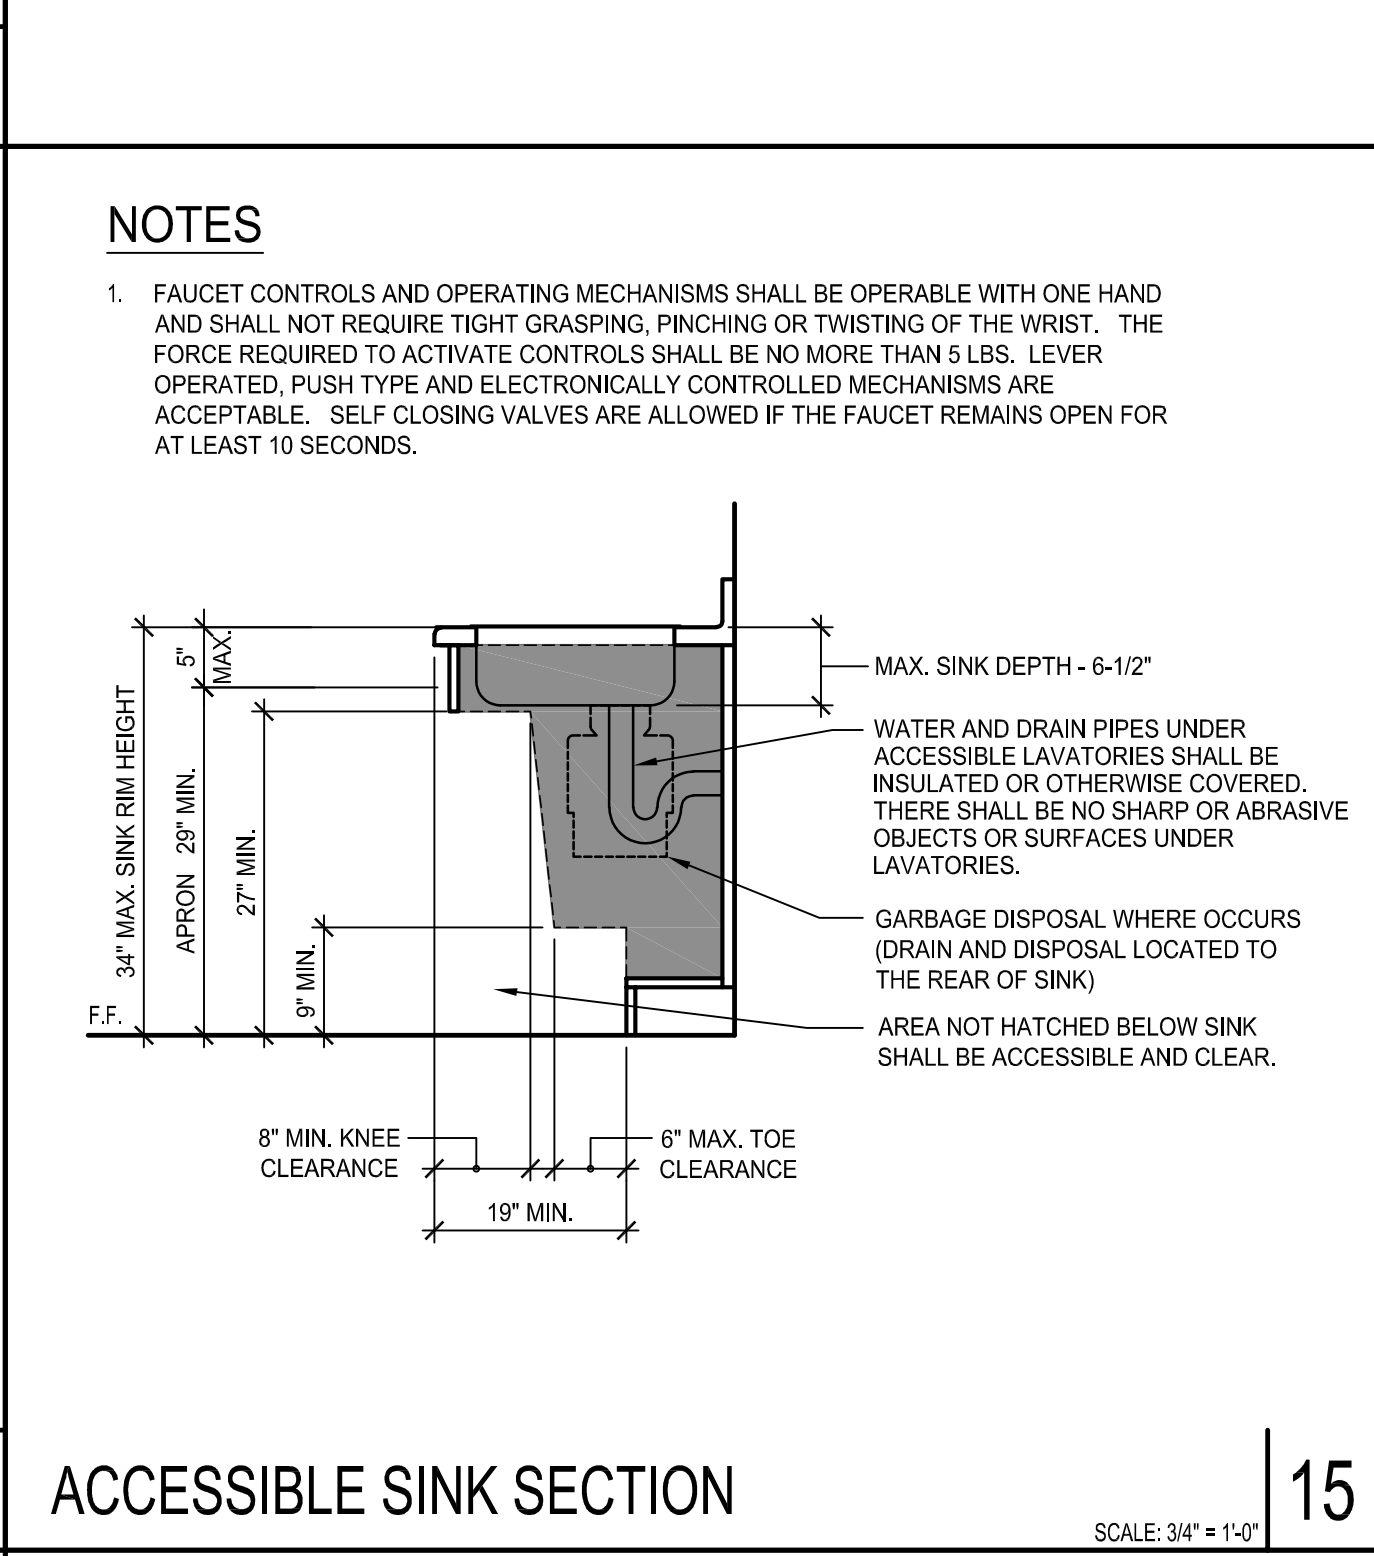 NOTES
1. FAUCET CONTROLS AND OPERATING MECHANISMS SHALL BE OPERABLE WITH ONE HAND
AND SHALL NOT REQUIRE TIGHT GRASPING, PINCHING OR TWISTING OF THE WRIST. THE
FORCE REQUIRED TO ACTIVATE CONTROLS SHALL BE NO MORE THAN 5 LBS. LEVER
OPERATED, PUSH TYPE AND ELECTRONICALLY CONTROLLED MECHANISMS ARE
ACCEPTABLE. SELF CLOSING VALVES ARE ALLOWED IF THE FAUCET REMAINS OPEN FOR
AT LEAST 10 SECONDS.
34" MAX. SINK RIM HEIGHT
5"
MAX.
APRON 29" MIN.
27" MIN.
9" MIN.
F.F.
MAX. SINK DEPTH - 6-1/2"
WATER AND DRAIN PIPES UNDER
ACCESSIBLE LAVATORIES SHALL BE
INSULATED OR OTHERWISE COVERED.
THERE SHALL BE NO SHARP OR ABRASIVE
OBJECTS OR SURFACES UNDER
LAVATORIES.
GARBAGE DISPOSAL WHERE OCCURS
(DRAIN AND DISPOSAL LOCATED TO
THE REAR OF SINK)
AREA NOT HATCHED BELOW SINK
SHALL BE ACCESSIBLE AND CLEAR.
8" MIN. KNEE
CLEARANCE
6" MAX. TOE
CLEARANCE
19" MIN.
ACCESSIBLE SINK SECTION
SCALE: 3/4" = 1'-0"
15